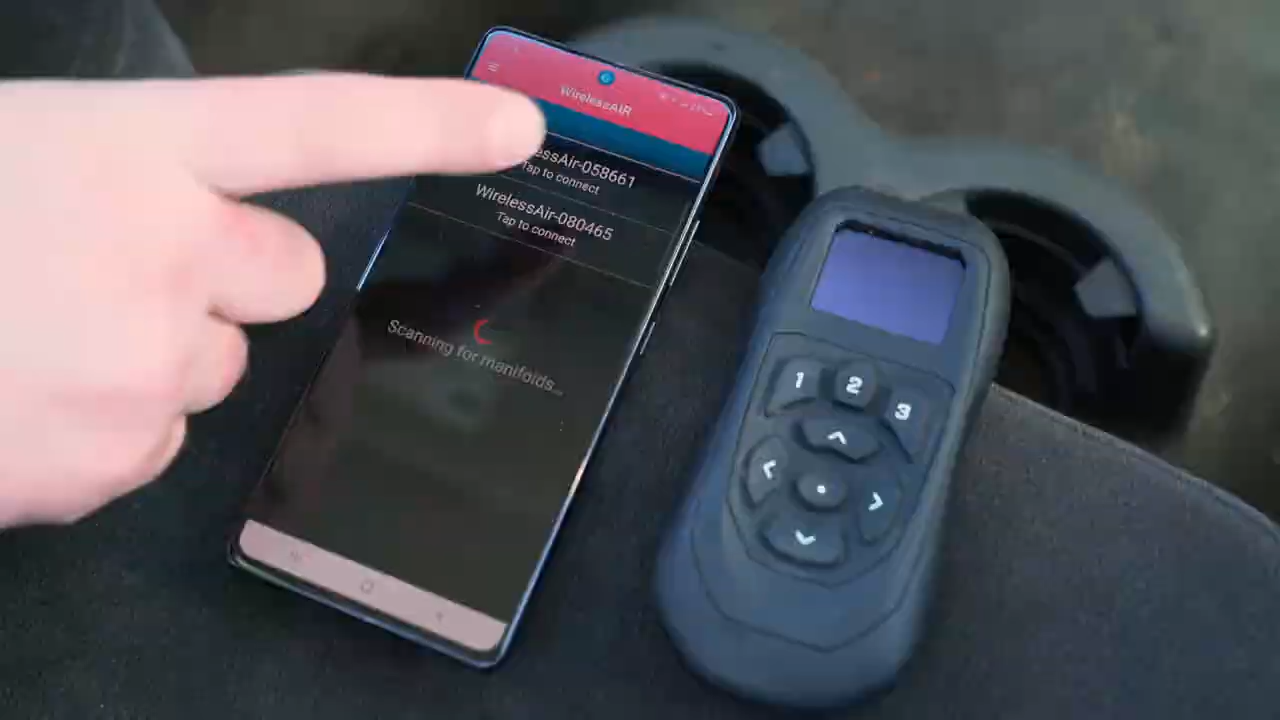 WirelessAIR
essAir-058661
Tap to connect
WirelessAir-080465
Tap to connect
Scanning for manifolds...
1
2
3